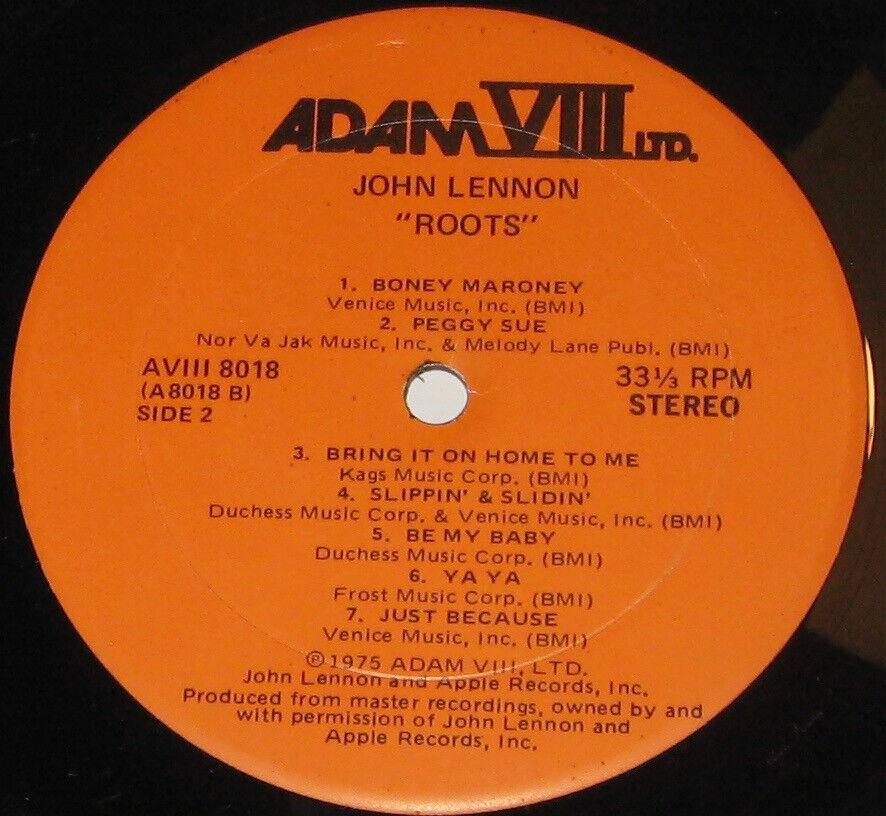 ADAM VIII LTD.
JOHN LENNON
"ROOTS"
1. BONEY MARONEY
Venice Music, Inc. (BMI)
2. PEGGY SUE
Nor Va Jak Music, Inc. & Melody Lane Publ. (BMI)
AVIII 8018
(A8018 B)
SIDE 2
33⅓ RPM
STEREO
3. BRING IT ON HOME TO ME
Kags Music Corp. (BMI)
4. SLIPPIN' & SLIDIN'
Duchess Music Corp. & Venice Music, Inc. (BMI)
5. BE MY BABY
Duchess Music Corp. (BMI)
6. YA YA
Frost Music Corp. (BMI)
7. JUST BECAUSE
Venice Music, Inc. (BMI)
℗1975 ADAM VIII, LTD.
John Lennon and Apple Records, Inc.
Produced from master recordings, owned by and
with permission of John Lennon and
Apple Records, Inc.